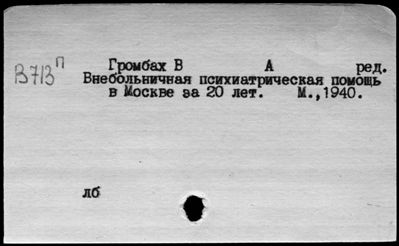 Громбах В А ред.
В713п Внебольничная психиатрическая помощь
в Москве за 20 лет. М.,1940.
лб